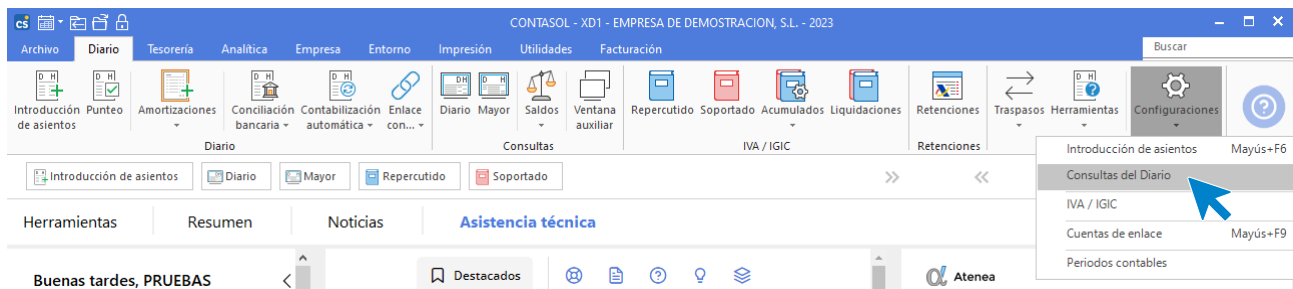 cs CONTASOL - XD1 - EMPRESA DE DEMOSTRACION, S.L. - 2023
Archivo Diario Tesorería Analítica Empresa Entorno Impresión Utilidades Facturación Buscar
Introducción de asientos
Punteo
Amortizaciones
Conciliación bancaria
Contabilización automática
Enlace con...
Diario
Mayor
Saldos
Ventana auxiliar
Repercutido
Soportado
Acumulados
Liquidaciones
Retenciones
Traspasos
Herramientas
Configuraciones
Diario Consultas IVA / IGIC Retenciones
Introducción de asientos Mayús+F6
Consultas del Diario
IVA / IGIC
Cuentas de enlace Mayús+F9
Periodos contables
Introducción de asientos Diario Mayor Repercutido Soportado
Herramientas Resumen Noticias Asistencia técnica
Buenas tardes, PRUEBAS Destacados Atenea